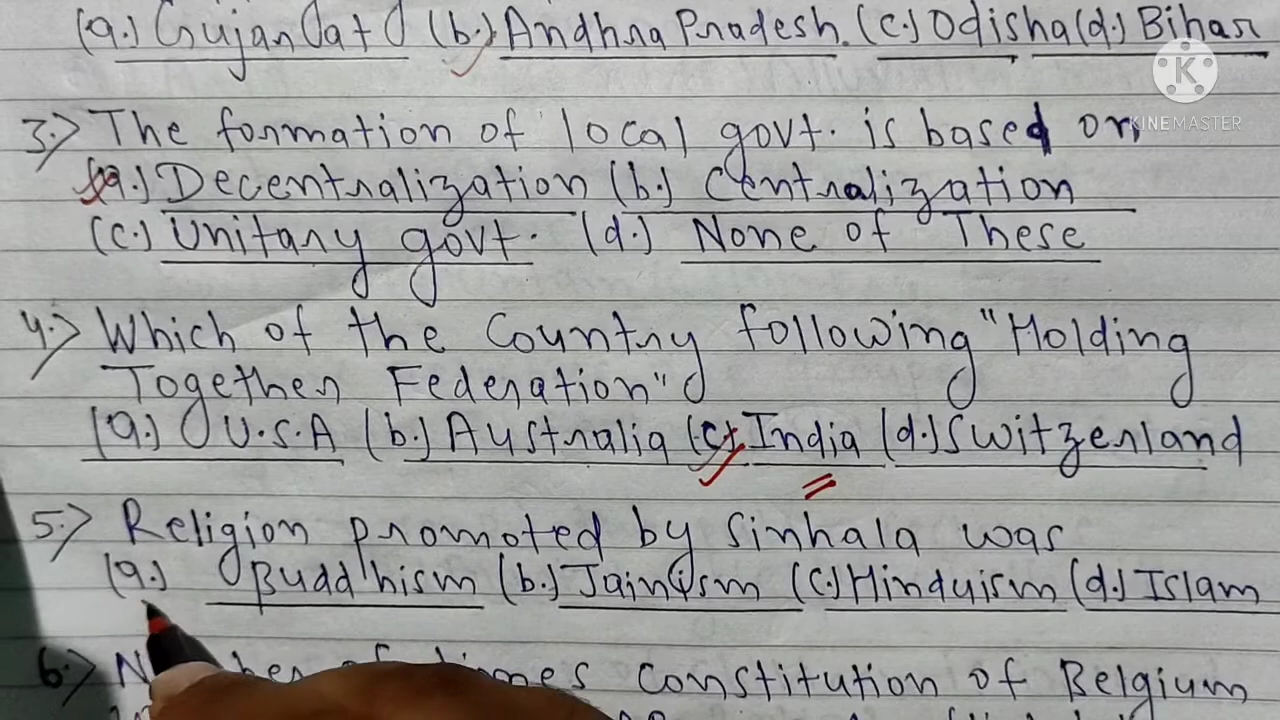 (a.) Gujarat (b.) Andhra Pradesh. (c.) Odisha (d.) Bihar
K
KINEMASTER
3.) The formation of local govt. is based on
(a.) Decentralization (b.) Centralization
(c.) Unitary govt. (d.) None of These
4.) Which of the Country following "Holding
Together Federation"
(a.) U.S.A (b.) Australia (c) India (d.) Switzerland
5.) Religion promoted by Sinhala was
(a.) Buddhism (b.) Jainism (c.) Hinduism (d.) Islam
6.) constitution of Belgium